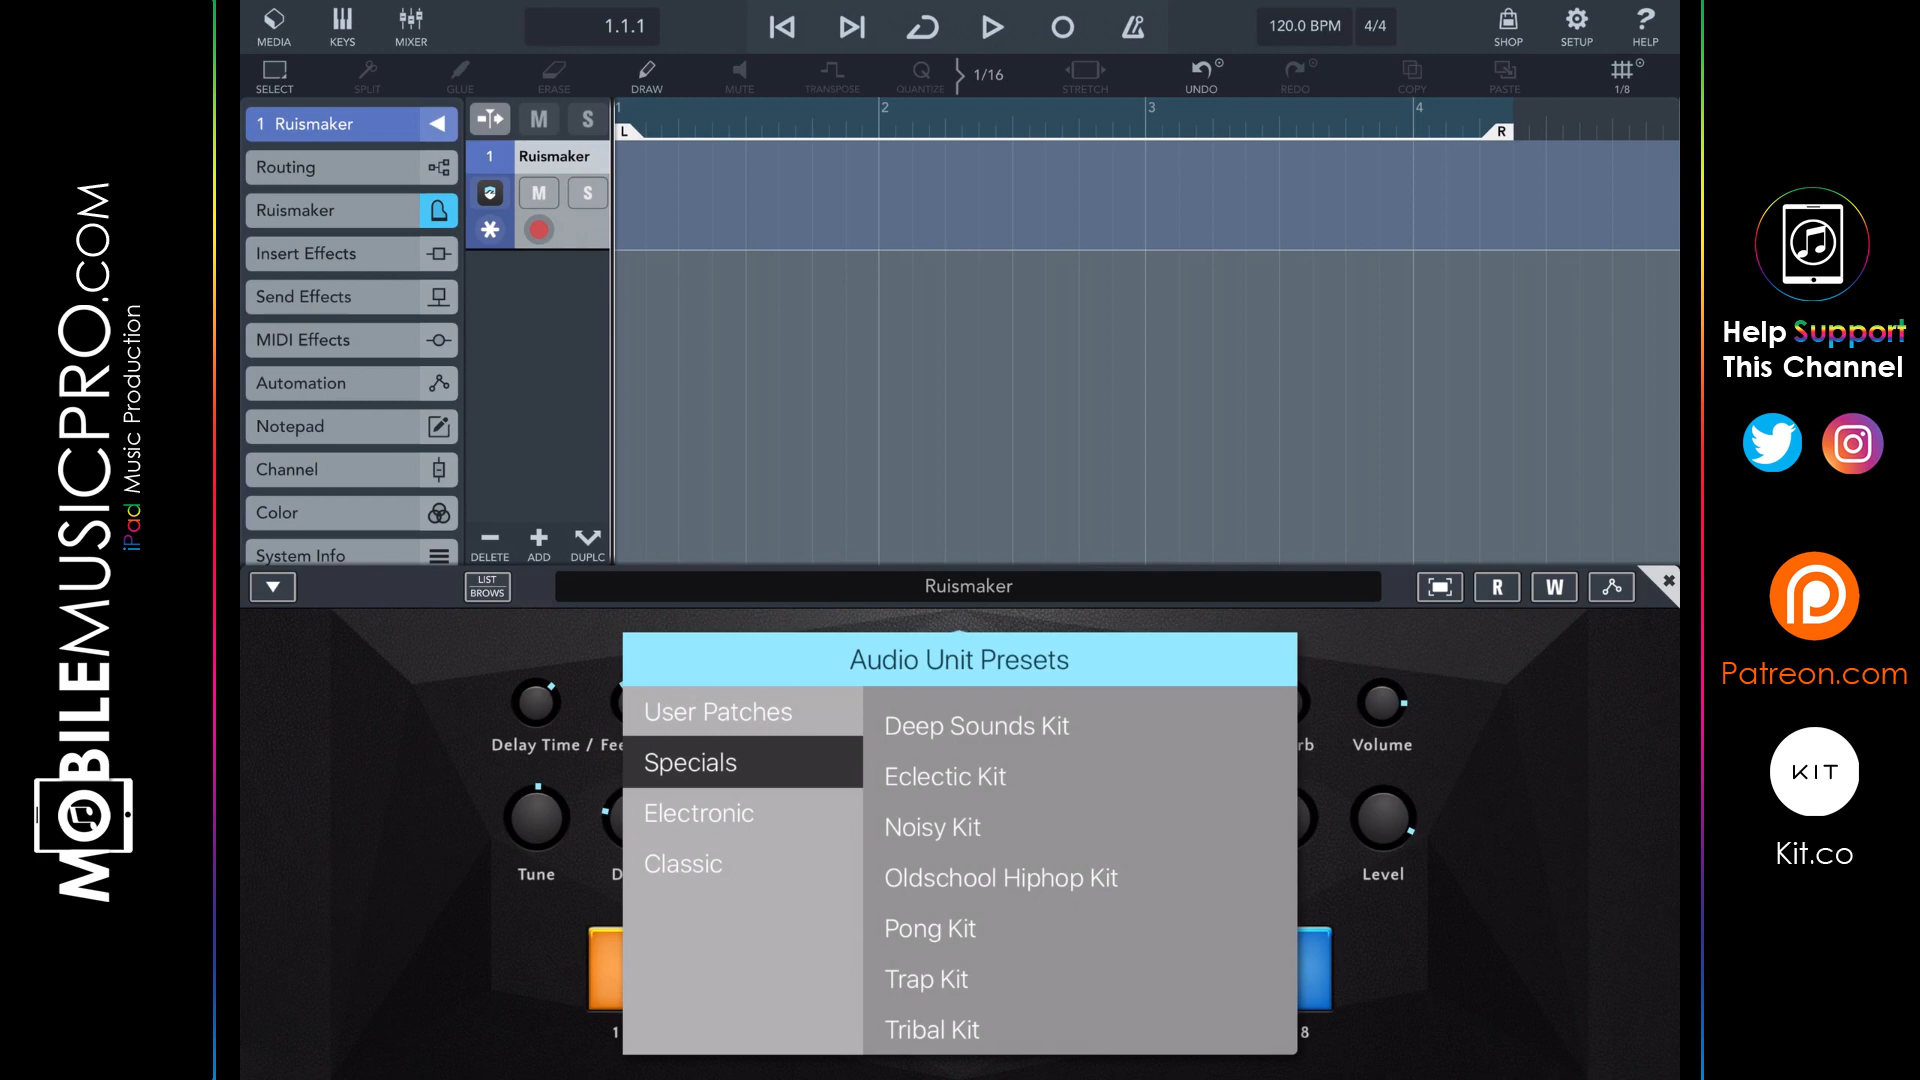 MOBILEMUSICPRO.COM
iPad Music Production
MEDIA
KEYS
MIXER
1.1.1
120.0 BPM
4/4
SHOP
SETUP
?
HELP
SELECT
SPLIT
GLUE
ERASE
DRAW
MUTE
TRANSPOSE
Q
QUANTIZE
1/16
STRETCH
UNDO
REDO
COPY
PASTE
1/8
1 Ruismaker
Routing
Ruismaker
Insert Effects
Send Effects
MIDI Effects
Automation
Notepad
Channel
Color
System Info
M
S
1
Ruismaker
M
S
DELETE
ADD
DUPLC
1
2
3
4
L
R
LIST
BROWS
Ruismaker
R
W
Audio Unit Presets
User Patches
Specials
Electronic
Classic
Deep Sounds Kit
Eclectic Kit
Noisy Kit
Oldschool Hiphop Kit
Pong Kit
Trap Kit
Tribal Kit
Delay Time / Fee
rb
Volume
Tune
D
Level
1
8
Help Support
This Channel
Patreon.com
KIT
Kit.co